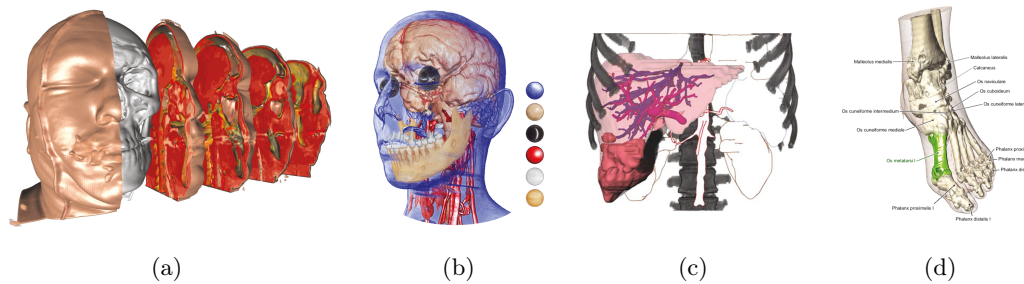 Malleolus medialis
Malleolus lateralis
Calcaneus
Os naviculare
Os cuboideum
Os cuneiforme intermedium
Os cuneiforme later
Os cuneiforme mediale
Os metatarsi I
Phalanx proxi
Phalanx me
Phalanx dis
Phalanx proximalis I
Phalanx distalis I
(a)
(b)
(c)
(d)